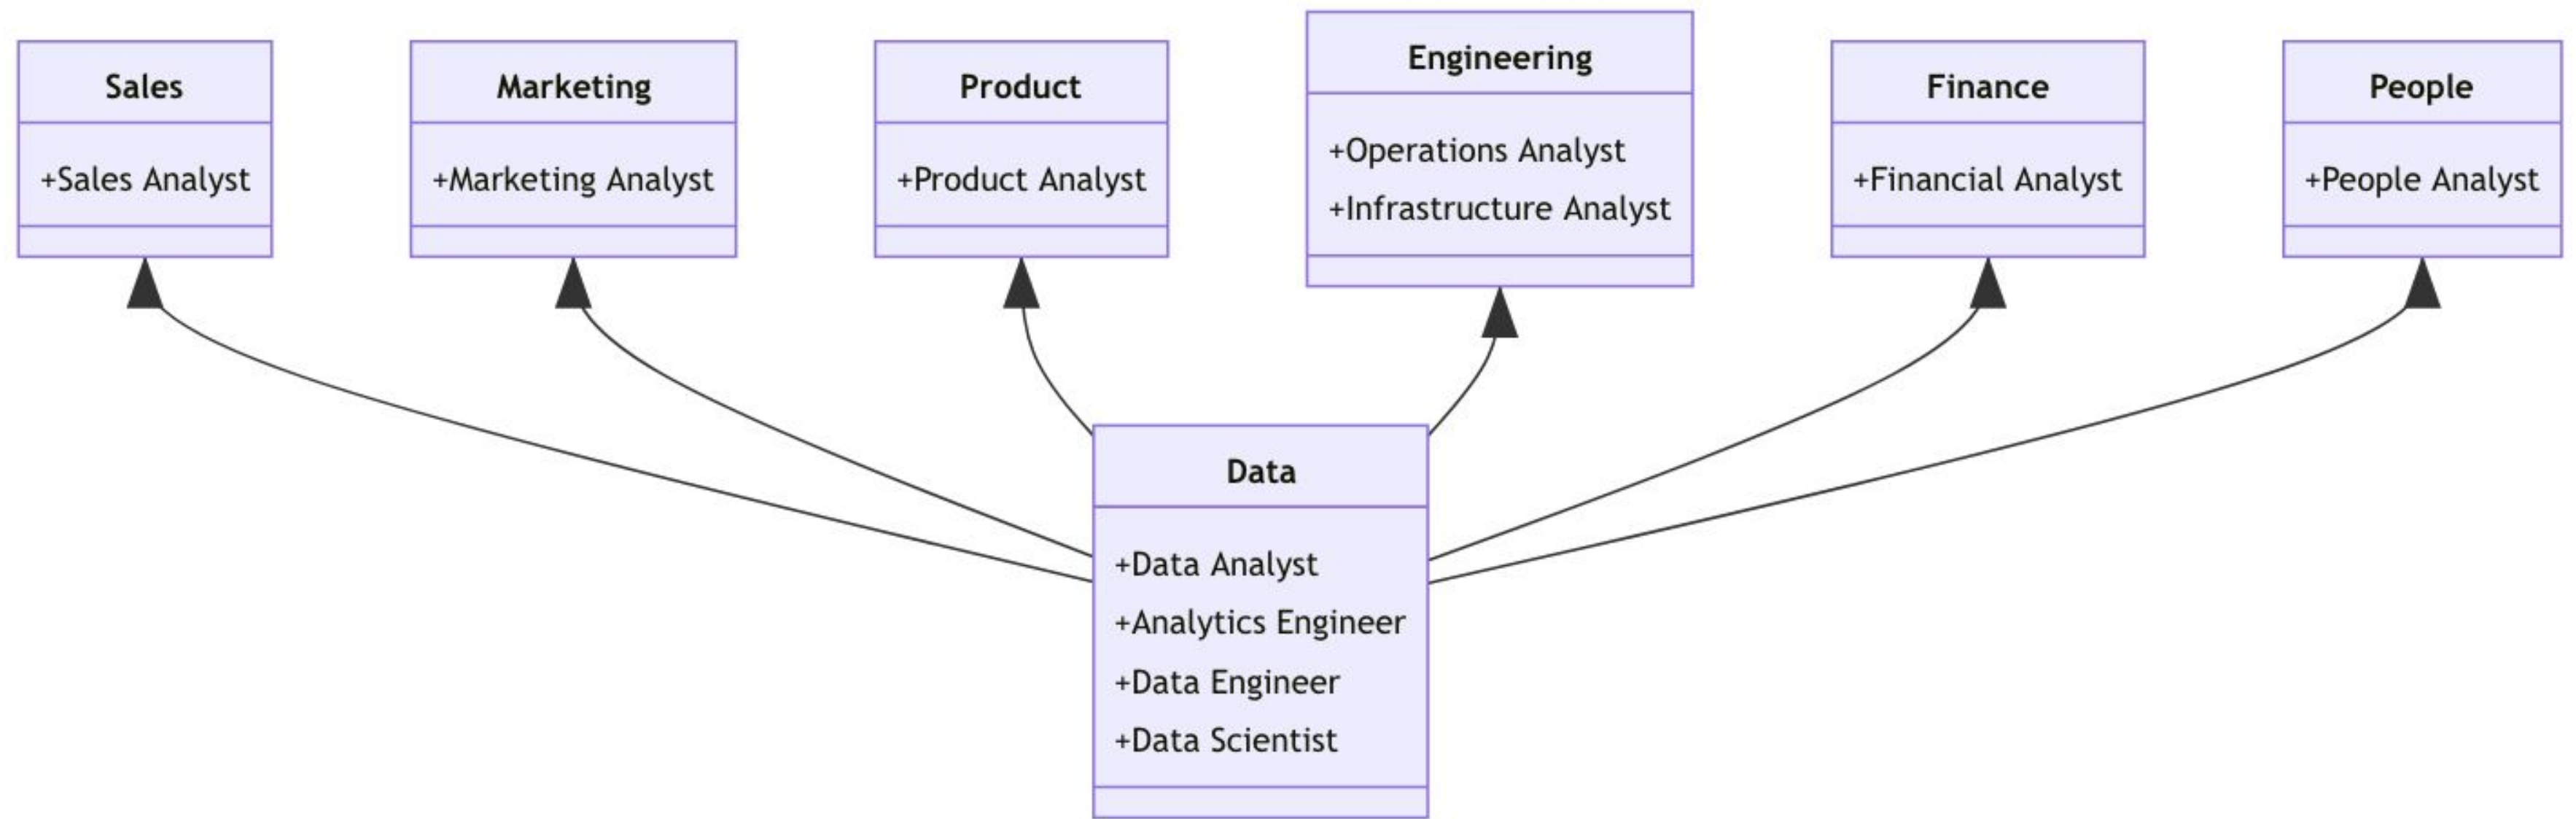 Sales
+Sales Analyst
Marketing
+Marketing Analyst
Product
+Product Analyst
Engineering
+Operations Analyst
+Infrastructure Analyst
Finance
+Financial Analyst
People
+People Analyst
Data
+Data Analyst
+Analytics Engineer
+Data Engineer
+Data Scientist